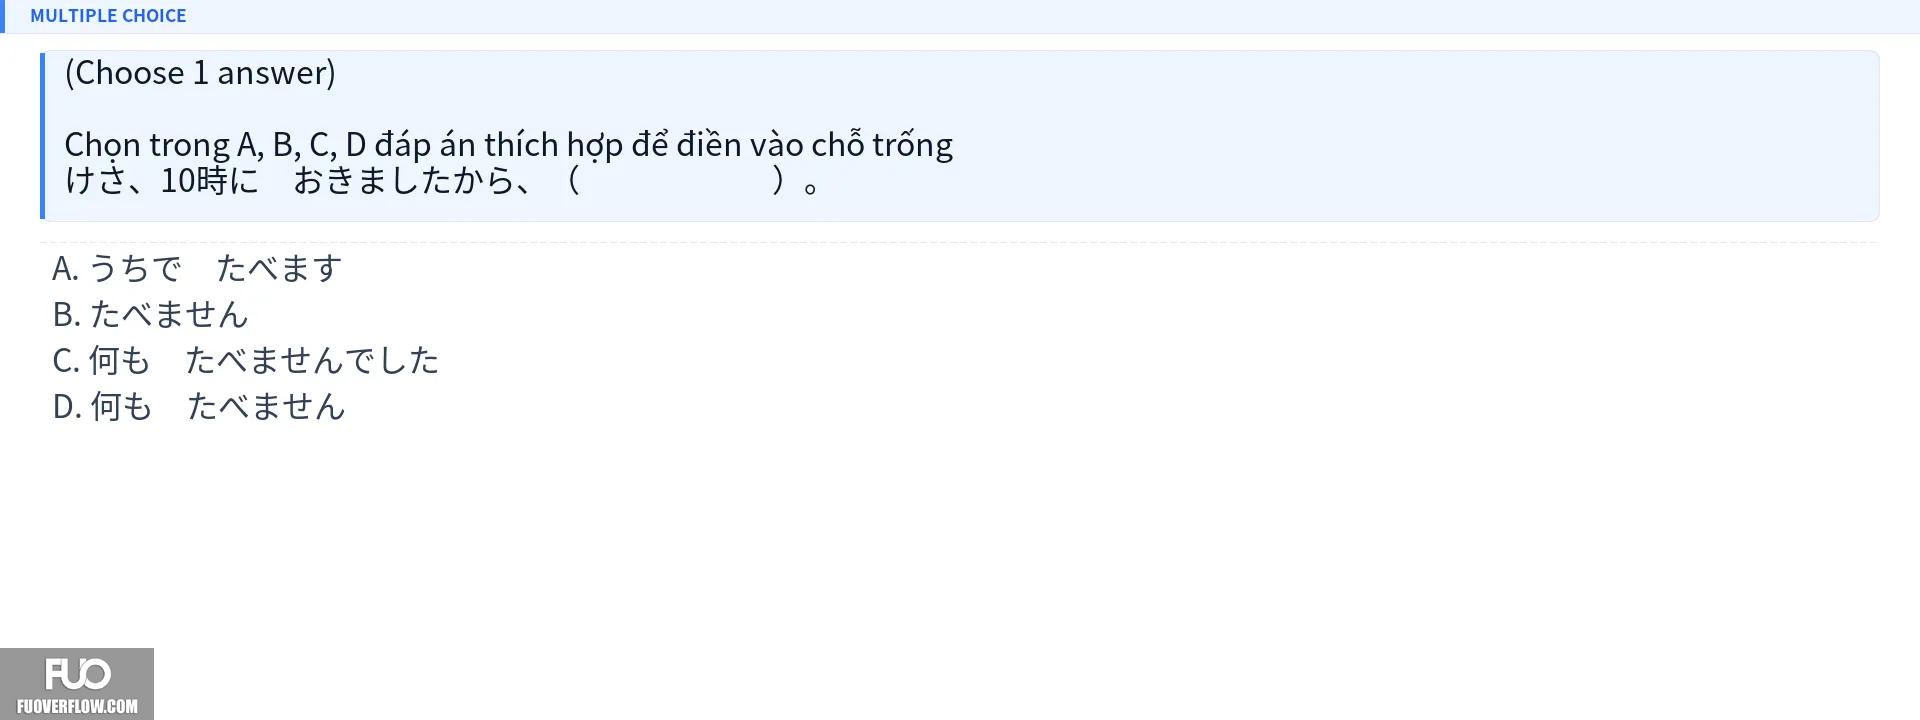 MULTIPLE CHOICE
(Choose 1 answer)
Chọn trong A, B, C, D đáp án thích hợp để điền vào chỗ trống
けさ、10時に　おきましたから、（　　　　　　）。
A. うちで　たべます
B. たべません
C. 何も　たべませんでした
D. 何も　たべません
FUO
FUOVERFLOW.COM